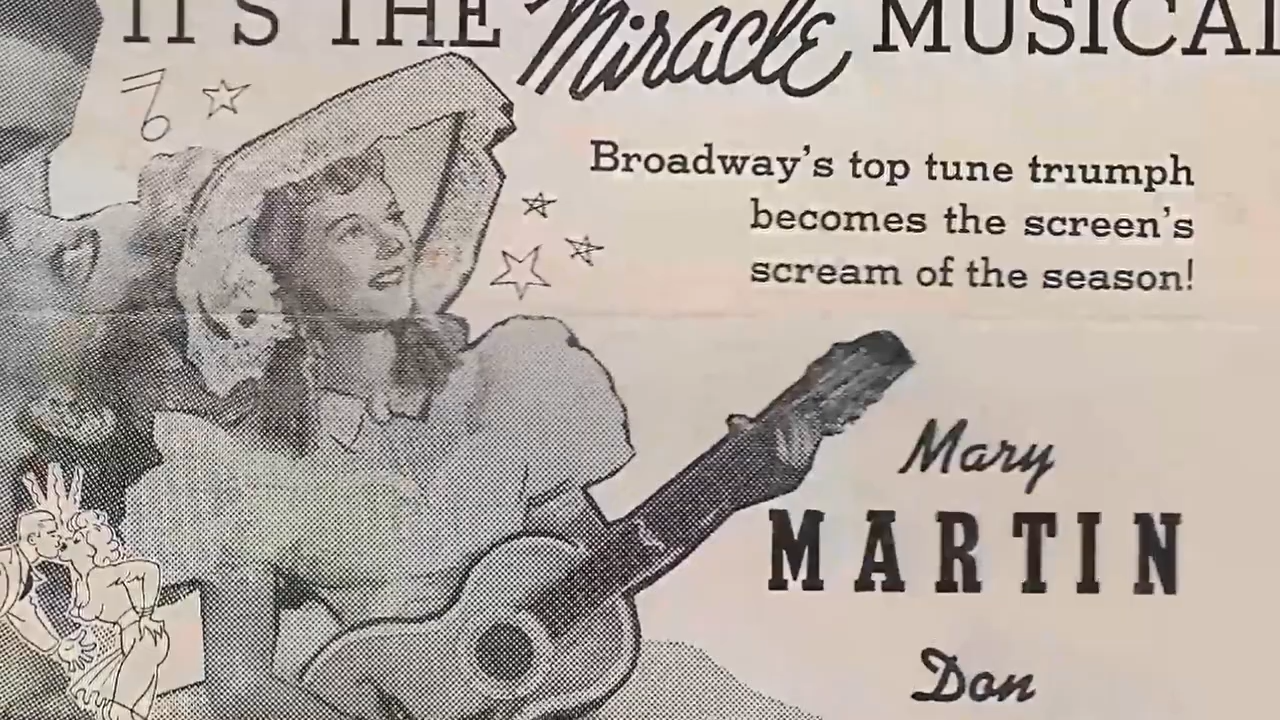 IT'S THE Miracle MUSICAL
Broadway's top tune triumph
becomes the screen's
scream of the season!
Mary
MARTIN
Don